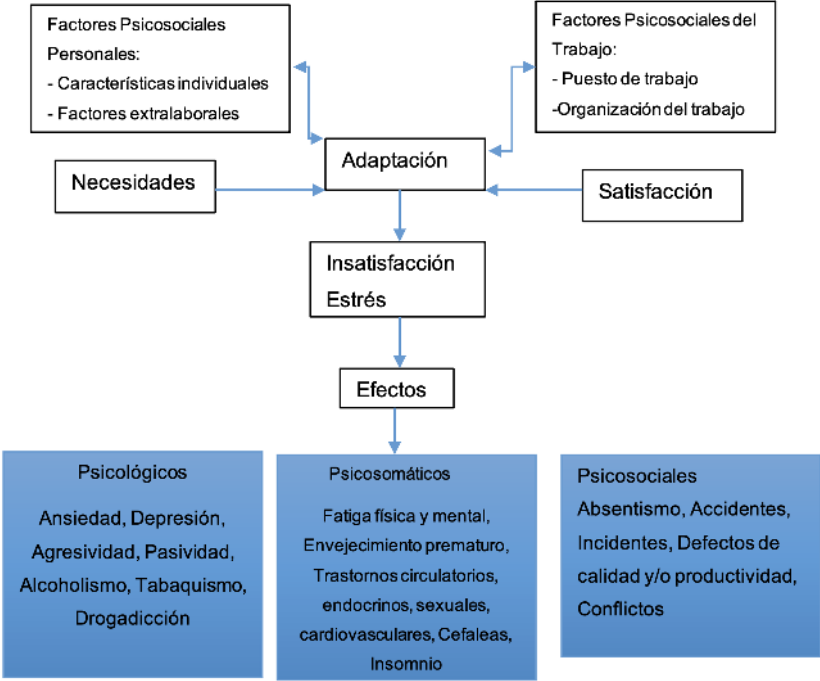 Factores Psicosociales
Personales:
- Características individuales
- Factores extralaborales
Factores Psicosociales del
Trabajo:
- Puesto de trabajo
-Organización del trabajo
Adaptación
Necesidades
Satisfacción
Insatisfacción
Estrés
Efectos
Psicológicos
Ansiedad, Depresión,
Agresividad, Pasividad,
Alcoholismo, Tabaquismo,
Drogadicción
Psicosomáticos
Fatiga física y mental,
Envejecimiento prematuro,
Trastornos circulatorios,
endocrinos, sexuales,
cardiovasculares, Cefaleas,
Insomnio
Psicosociales
Absentismo, Accidentes,
Incidentes, Defectos de
calidad y/o productividad,
Conflictos